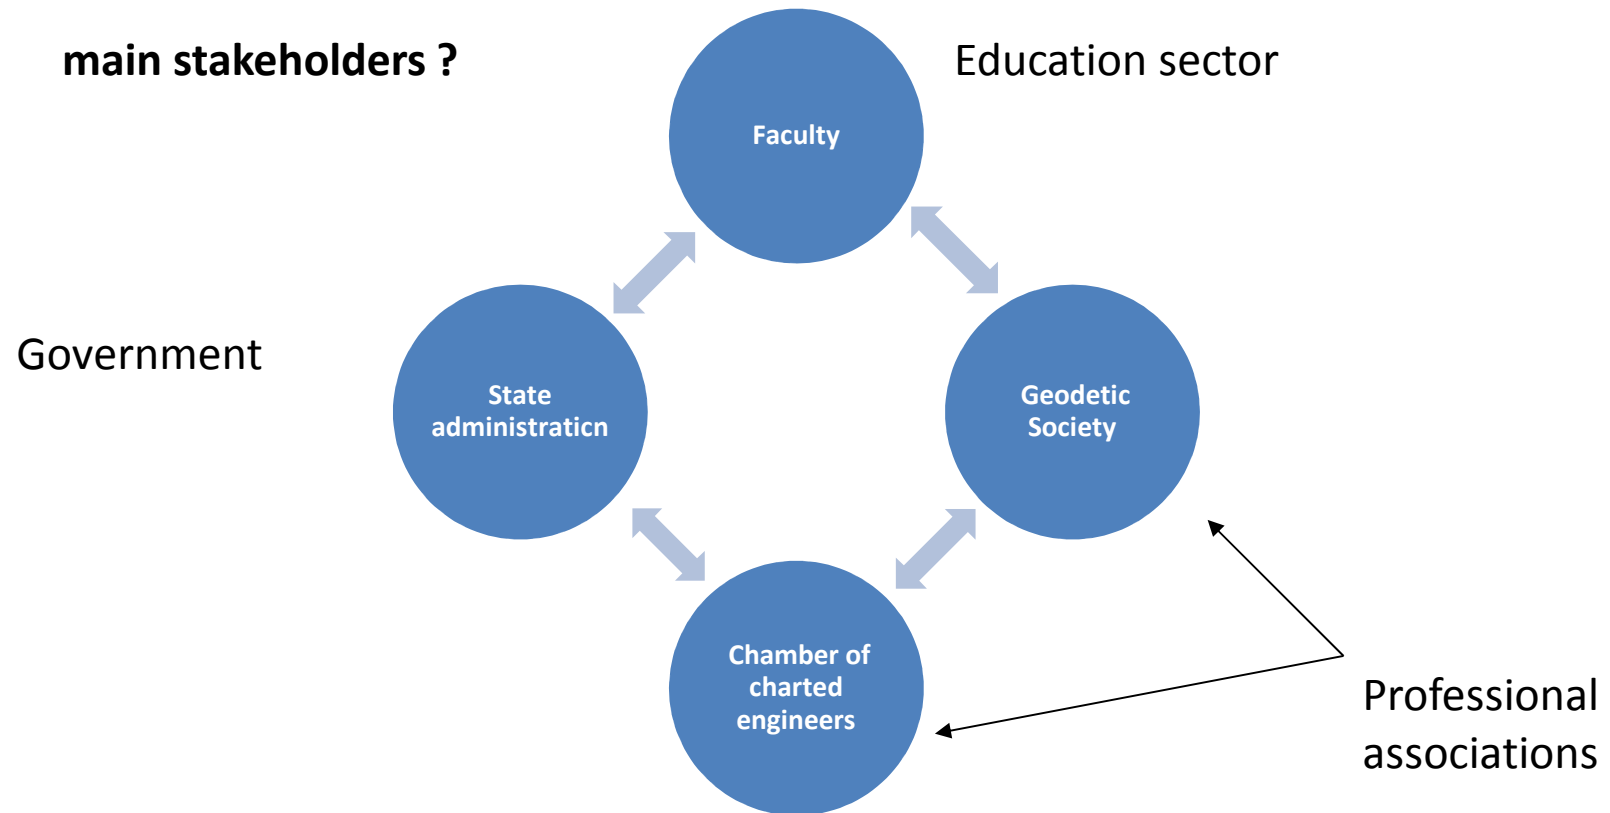 main stakeholders ?
Education sector
Faculty
Government
State
administraticn
Geodetic
Society
Chamber of
charted
engineers
Professional
associations